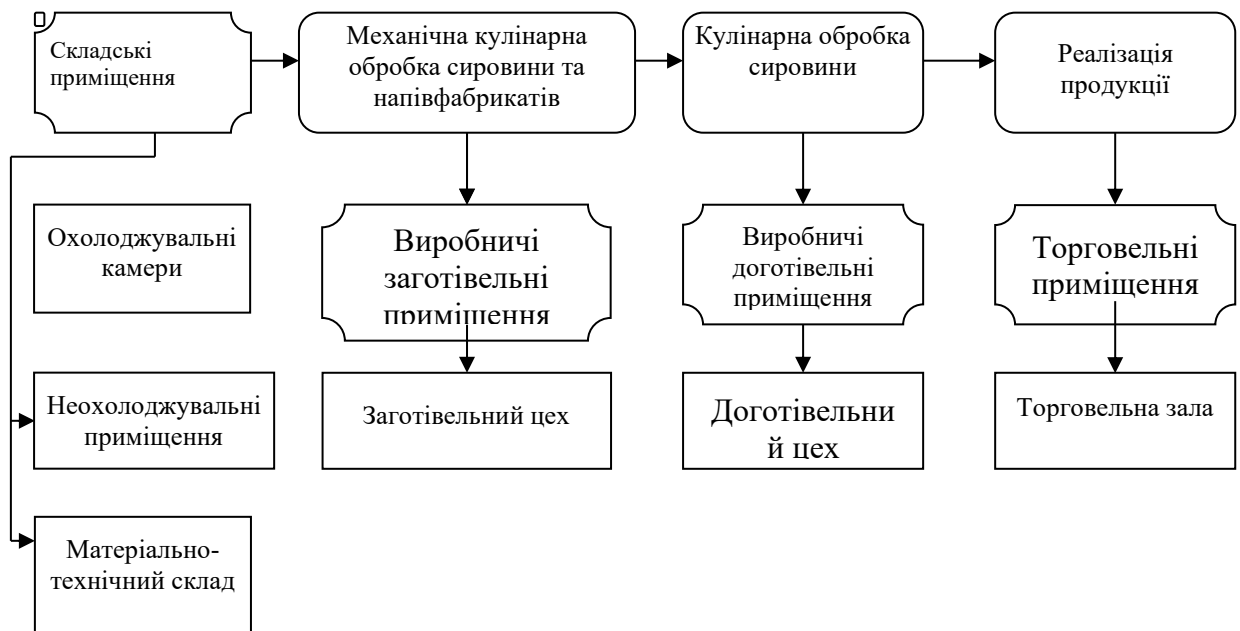 Складські
приміщення
Механічна кулінарна
обробка сировини та
напівфабрикатів
Кулінарна обробка
сировини
Реалізація
продукції
Охолоджувальні
камери
Виробничі
заготівельні
приміщення
Виробничі
доготівельні
приміщення
Торговельні
приміщення
Неохолоджувальні
приміщення
Заготівельний цех
Доготівельни
й цех
Торговельна зала
Матеріально-
технічний склад